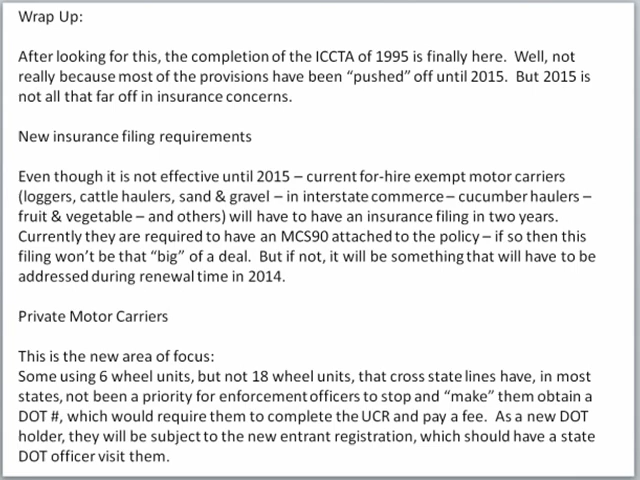 Wrap Up:
After looking for this, the completion of the ICCTA of 1995 is finally here.  Well, not
really because most of the provisions have been “pushed” off until 2015.  But 2015 is
not all that far off in insurance concerns.
New insurance filing requirements
Even though it is not effective until 2015 – current for-hire exempt motor carriers
(loggers, cattle haulers, sand & gravel – in interstate commerce – cucumber haulers –
fruit & vegetable – and others) will have to have an insurance filing in two years.
Currently they are required to have an MCS90 attached to the policy – if so then this
filing won’t be that “big” of a deal.  But if not, it will be something that will have to be
addressed during renewal time in 2014.
Private Motor Carriers
This is the new area of focus:
Some using 6 wheel units, but not 18 wheel units, that cross state lines have, in most
states, not been a priority for enforcement officers to stop and “make” them obtain a
DOT #, which would require them to complete the UCR and pay a fee.  As a new DOT
holder, they will be subject to the new entrant registration, which should have a state
DOT officer visit them.